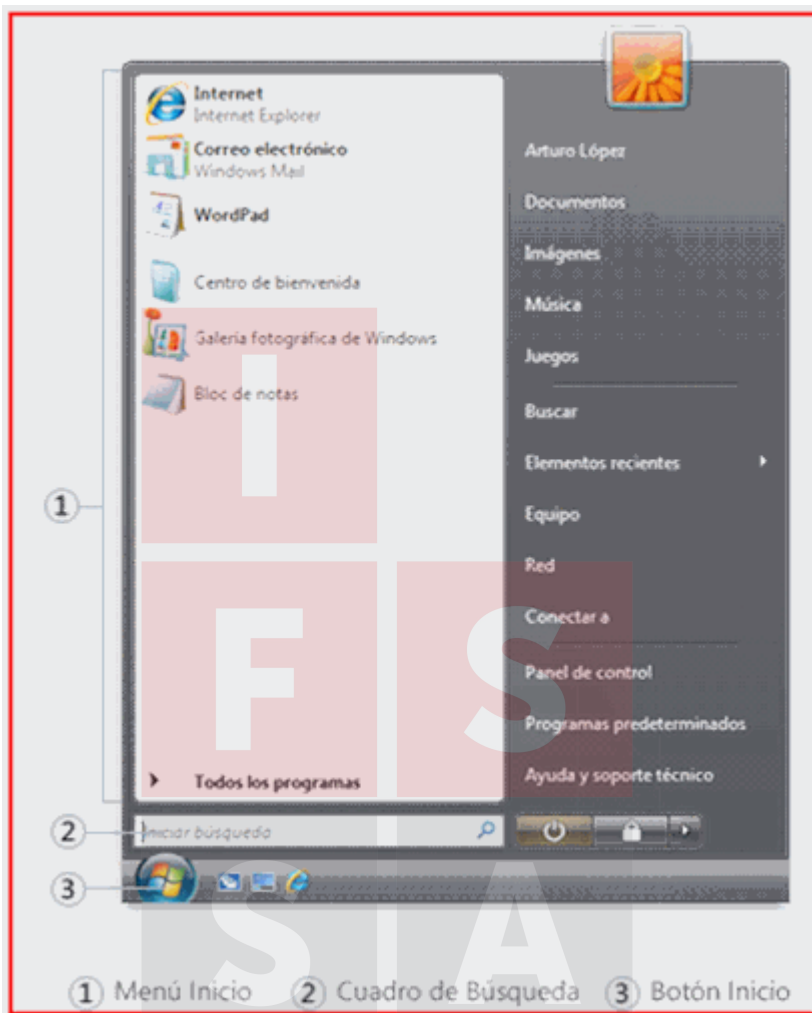 Internet
Internet Explorer
Correo electrónico
Windows Mail
WordPad
Centro de bienvenida
Galería fotográfica de Windows
Bloc de notas
Todos los programas
Iniciar búsqueda
Arturo López
Documentos
Imágenes
Música
Juegos
Buscar
Elementos recientes
Equipo
Red
Conectar a
Panel de control
Programas predeterminados
Ayuda y soporte técnico
1
2
3
I
F S
S A
1 Menú Inicio 2 Cuadro de Búsqueda 3 Botón Inicio